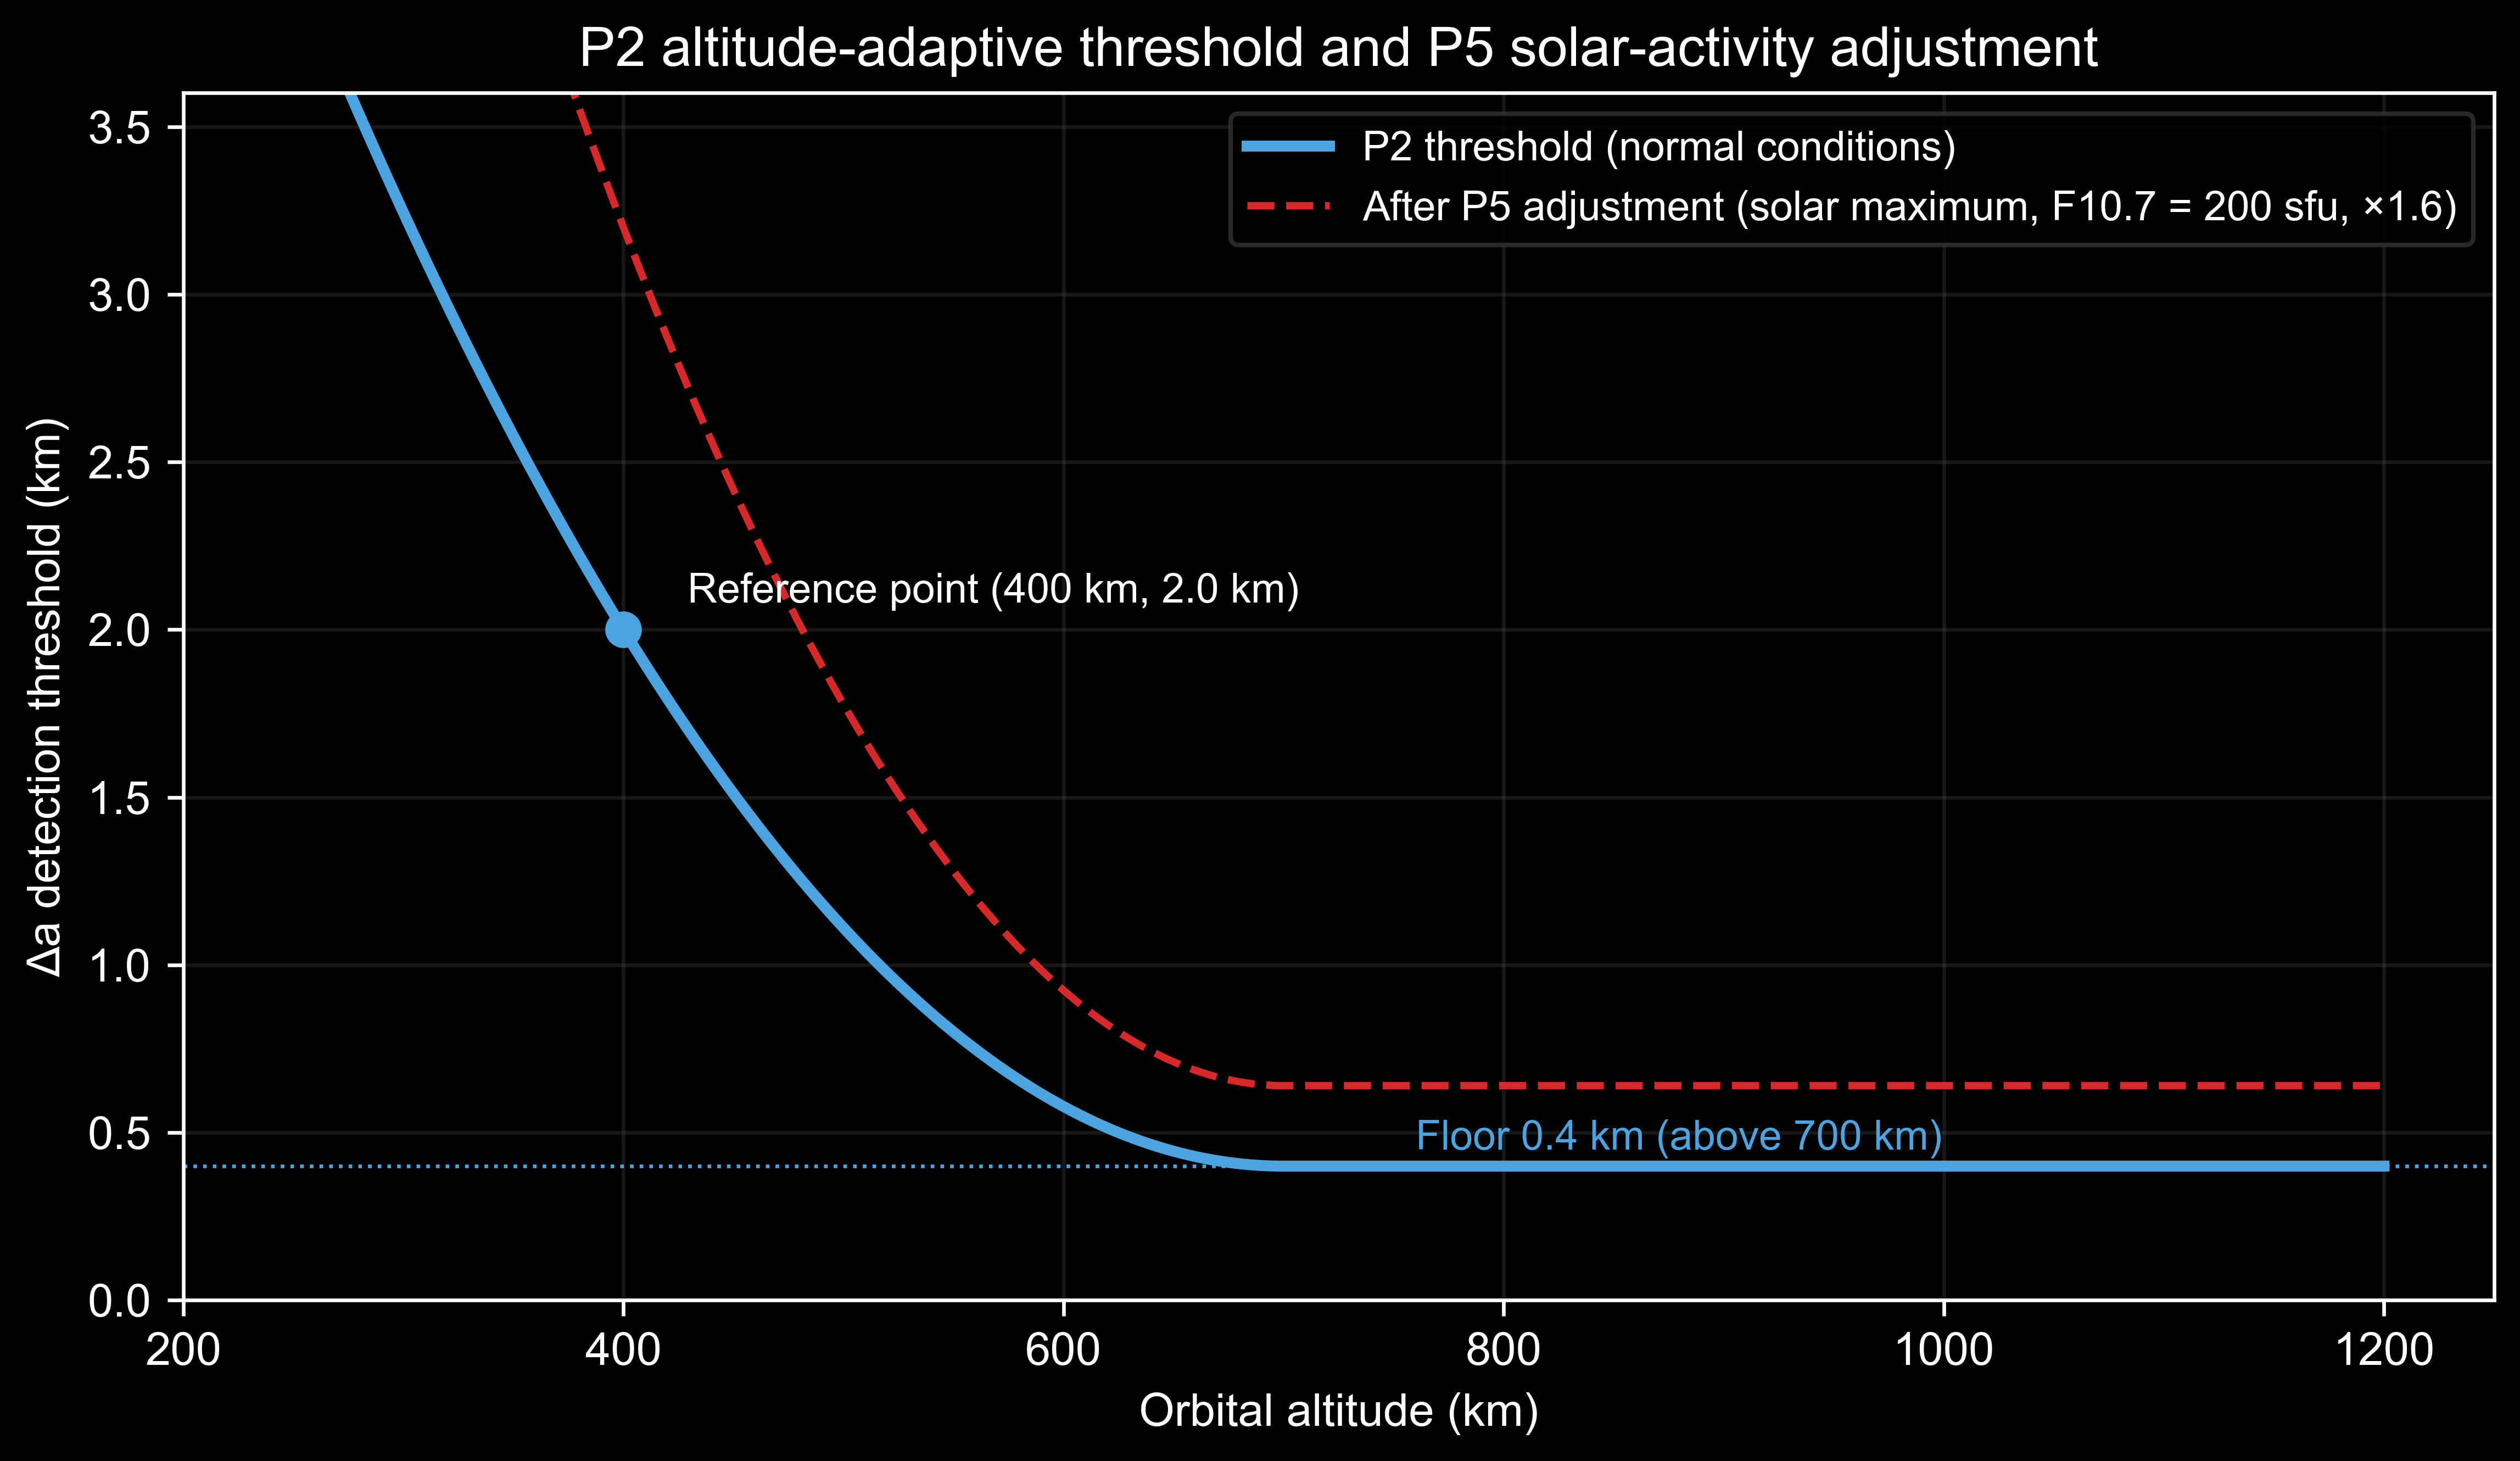 P2 altitude-adaptive threshold and P5 solar-activity adjustment
P2 threshold (normal conditions)
After P5 adjustment (solar maximum, F10.7 = 200 sfu, ×1.6)
3.5
3.0
2.5
2.0
1.5
1.0
0.5
0.0
Δa detection threshold (km)
Reference point (400 km, 2.0 km)
Floor 0.4 km (above 700 km)
200 400 600 800 1000 1200
Orbital altitude (km)